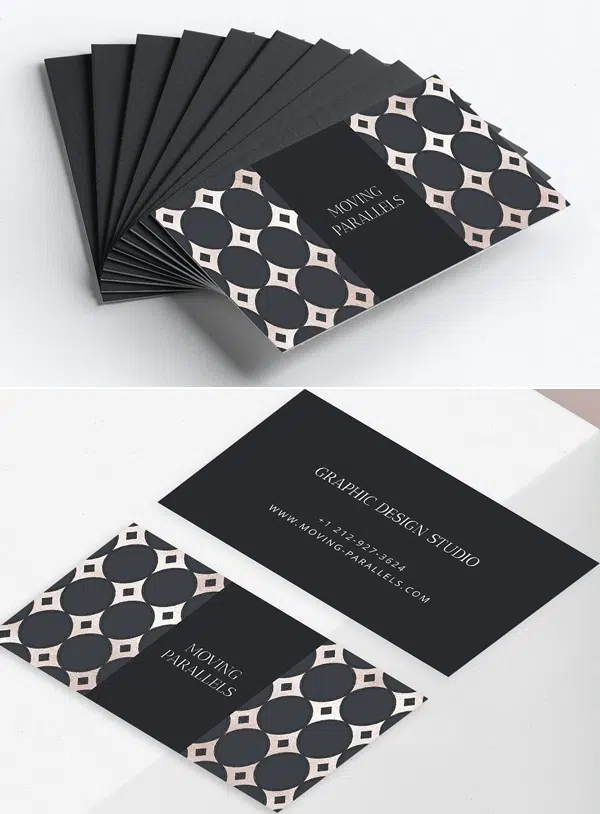 MOVING
PARALLELS
GRAPHIC DESIGN STUDIO
+1 212-927-3624
WWW.MOVING-PARALLELS.COM
MOVING
PARALLELS